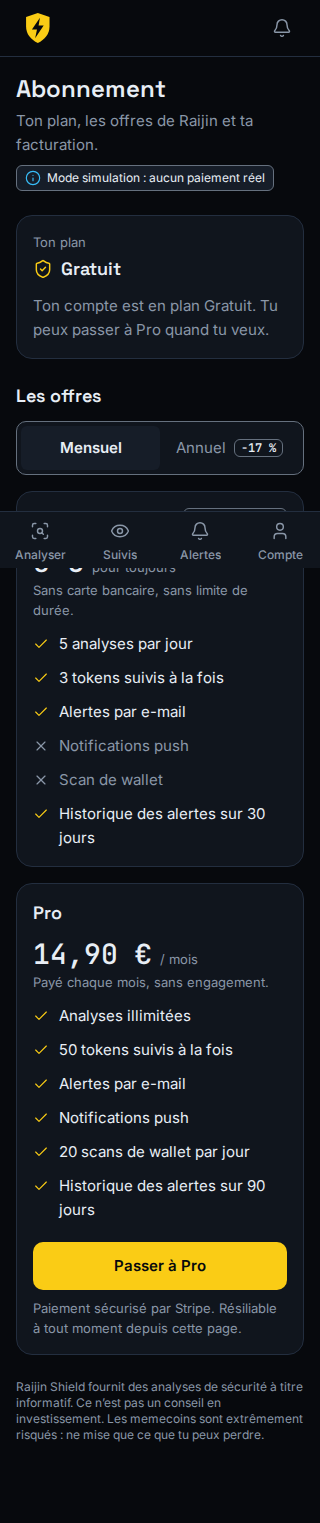 Abonnement
Ton plan, les offres de Raijin et ta
facturation.
Mode simulation : aucun paiement réel
Ton plan
Gratuit
Ton compte est en plan Gratuit. Tu
peux passer à Pro quand tu veux.
Les offres
Mensuel
Annuel -17 %
Analyser Suivis Alertes Compte
pour toujours
Sans carte bancaire, sans limite de
durée.
5 analyses par jour
3 tokens suivis à la fois
Alertes par e-mail
Notifications push
Scan de wallet
Historique des alertes sur 30
jours
Pro
14,90 € / mois
Payé chaque mois, sans engagement.
Analyses illimitées
50 tokens suivis à la fois
Alertes par e-mail
Notifications push
20 scans de wallet par jour
Historique des alertes sur 90
jours
Passer à Pro
Paiement sécurisé par Stripe. Résiliable
à tout moment depuis cette page.
Raijin Shield fournit des analyses de sécurité à titre
informatif. Ce n’est pas un conseil en
investissement. Les memecoins sont extrêmement
risqués : ne mise que ce que tu peux perdre.